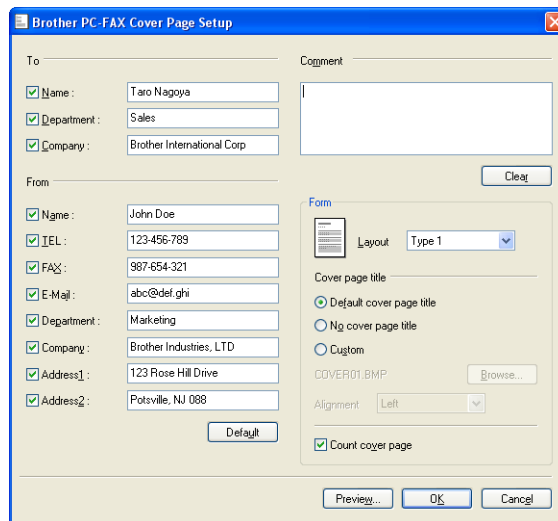 Brother PC-FAX Cover Page Setup
To
Name : Taro Nagoya
Department : Sales
Company : Brother International Corp
From
Name : John Doe
TEL : 123-456-789
FAX : 987-654-321
E-Mail : abc@def.ghi
Department : Marketing
Company : Brother Industries, LTD
Address1 : 123 Rose Hill Drive
Address2 : Potsville, NJ 088
Default
Comment
Clear
Form
Layout Type 1
Cover page title
Default cover page title
No cover page title
Custom
COVER01.BMP Browse...
Alignment Left
Count cover page
Preview... OK Cancel